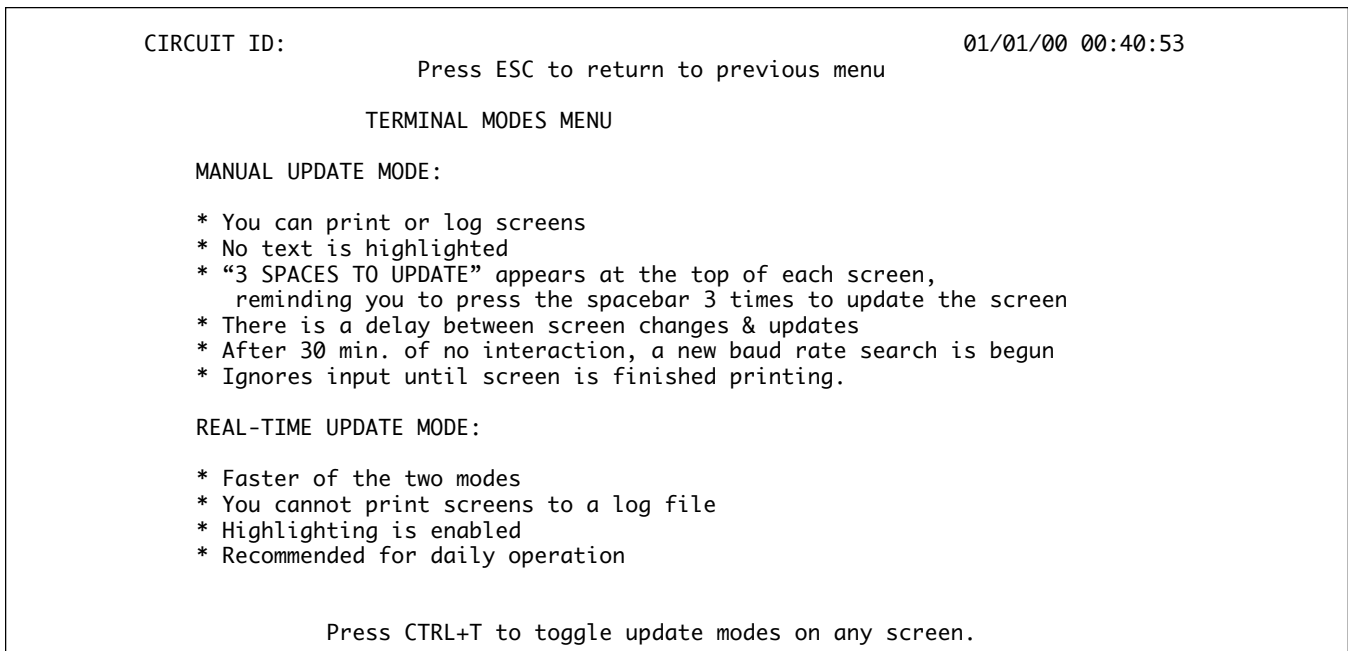 CIRCUIT ID: 01/01/00 00:40:53
Press ESC to return to previous menu
TERMINAL MODES MENU
MANUAL UPDATE MODE:
* You can print or log screens
* No text is highlighted
* “3 SPACES TO UPDATE” appears at the top of each screen,
reminding you to press the spacebar 3 times to update the screen
* There is a delay between screen changes & updates
* After 30 min. of no interaction, a new baud rate search is begun
* Ignores input until screen is finished printing.
REAL-TIME UPDATE MODE:
* Faster of the two modes
* You cannot print screens to a log file
* Highlighting is enabled
* Recommended for daily operation
Press CTRL+T to toggle update modes on any screen.